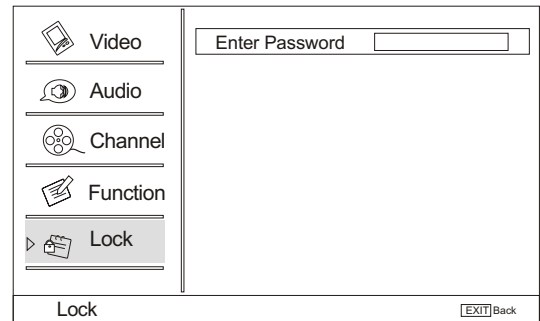 Video
Audio
Channel
Function
Lock
Enter Password
Lock
EXIT Back